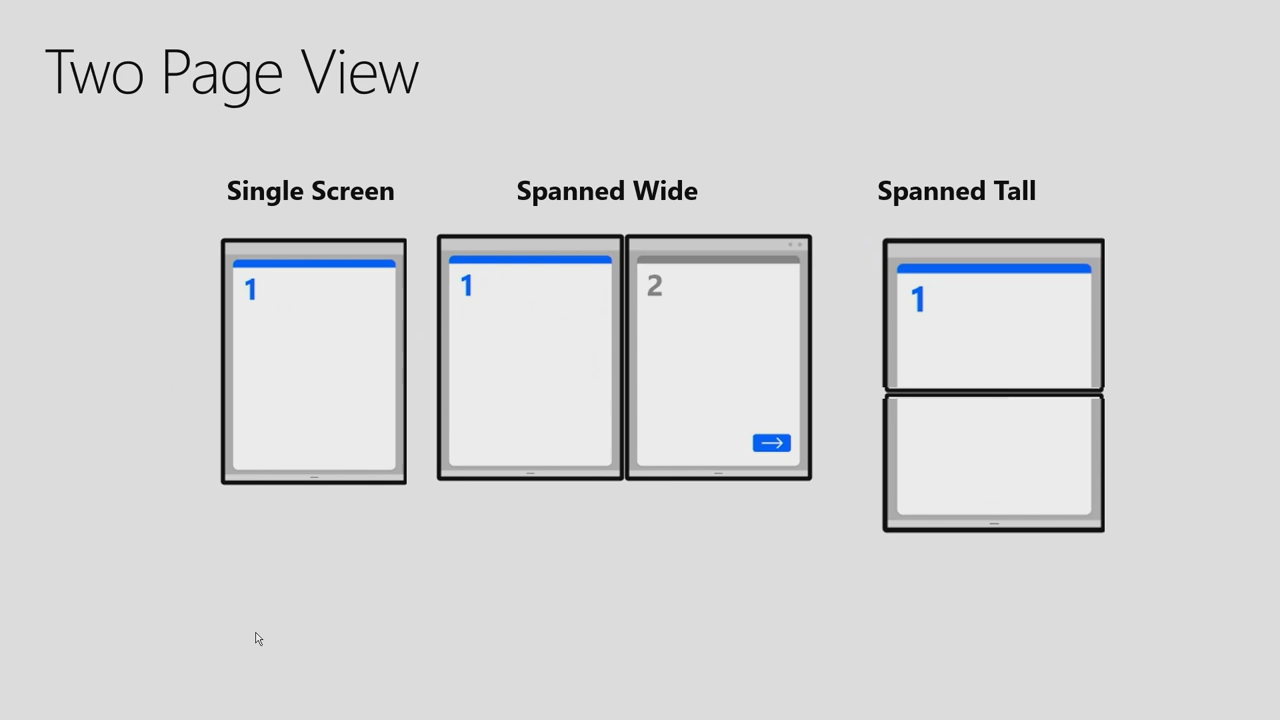 Two Page View
Single Screen
Spanned Wide
Spanned Tall
1
1
2
1